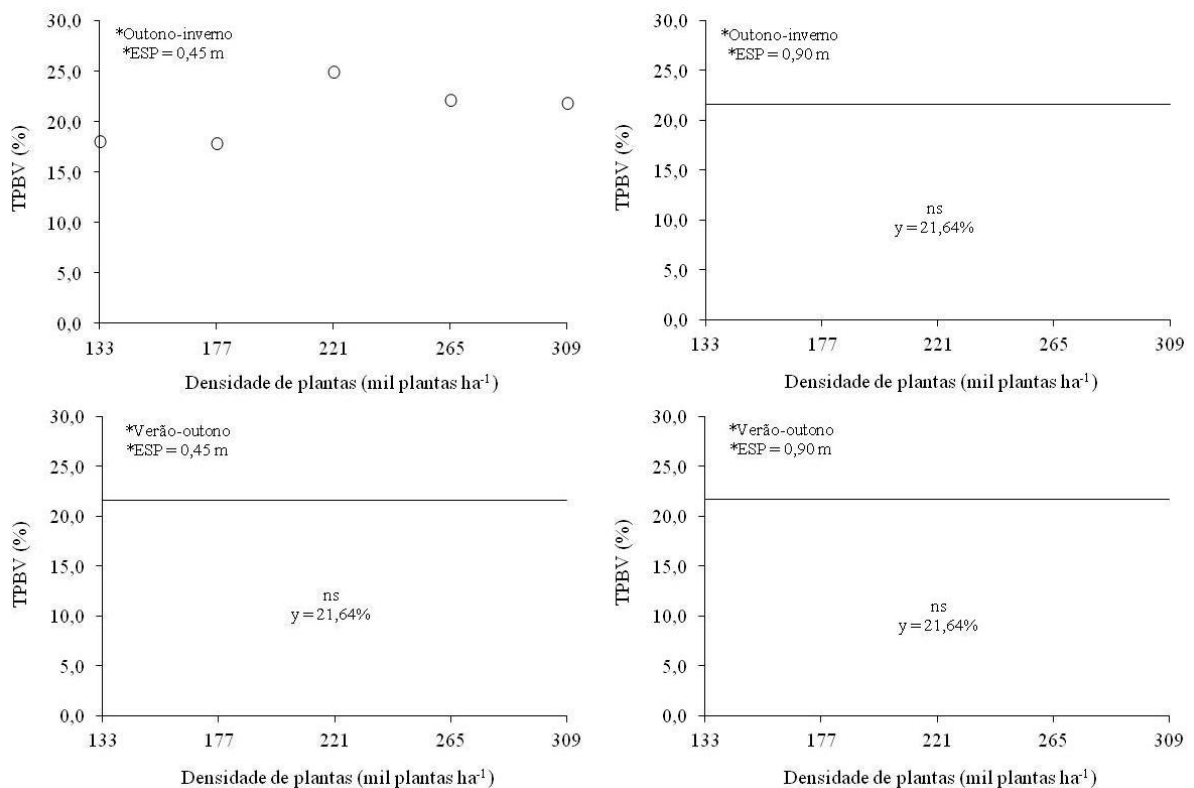 30,0
*Outono-inverno
*ESP = 0,45 m
25,0
20,0
15,0
10,0
5,0
0,0
TPBV (%)
133 177 221 265 309
Densidade de plantas (mil plantas ha⁻¹)
30,0
*Outono-inverno
*ESP = 0,90 m
25,0
20,0
15,0
10,0
5,0
0,0
TPBV (%)
ns
y = 21,64%
133 177 221 265 309
Densidade de plantas (mil plantas ha⁻¹)
30,0
*Verão-outono
*ESP = 0,45 m
25,0
20,0
15,0
10,0
5,0
0,0
TPBV (%)
ns
y = 21,64%
133 177 221 265 309
Densidade de plantas (mil plantas ha⁻¹)
30,0
*Verão-outono
*ESP = 0,90 m
25,0
20,0
15,0
10,0
5,0
0,0
TPBV (%)
ns
y = 21,64%
133 177 221 265 309
Densidade de plantas (mil plantas ha⁻¹)